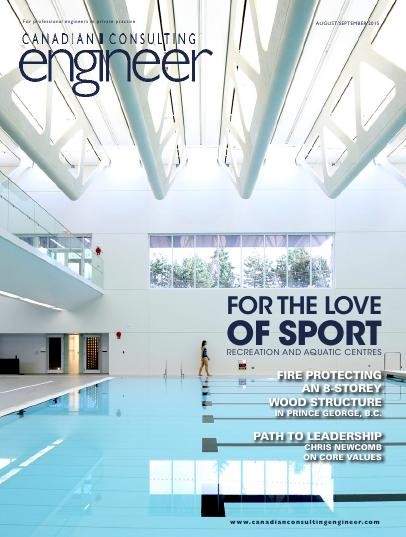 For professional engineers in private practice
AUGUST/SEPTEMBER 2015
CANADIAN CONSULTING
engineer
FOR THE LOVE
OF SPORT
RECREATION AND AQUATIC CENTRES
FIRE PROTECTING
AN 8-STOREY
WOOD STRUCTURE
IN PRINCE GEORGE, B.C.
PATH TO LEADERSHIP
CHRIS NEWCOMB
ON CORE VALUES
www.canadianconsultingengineer.com